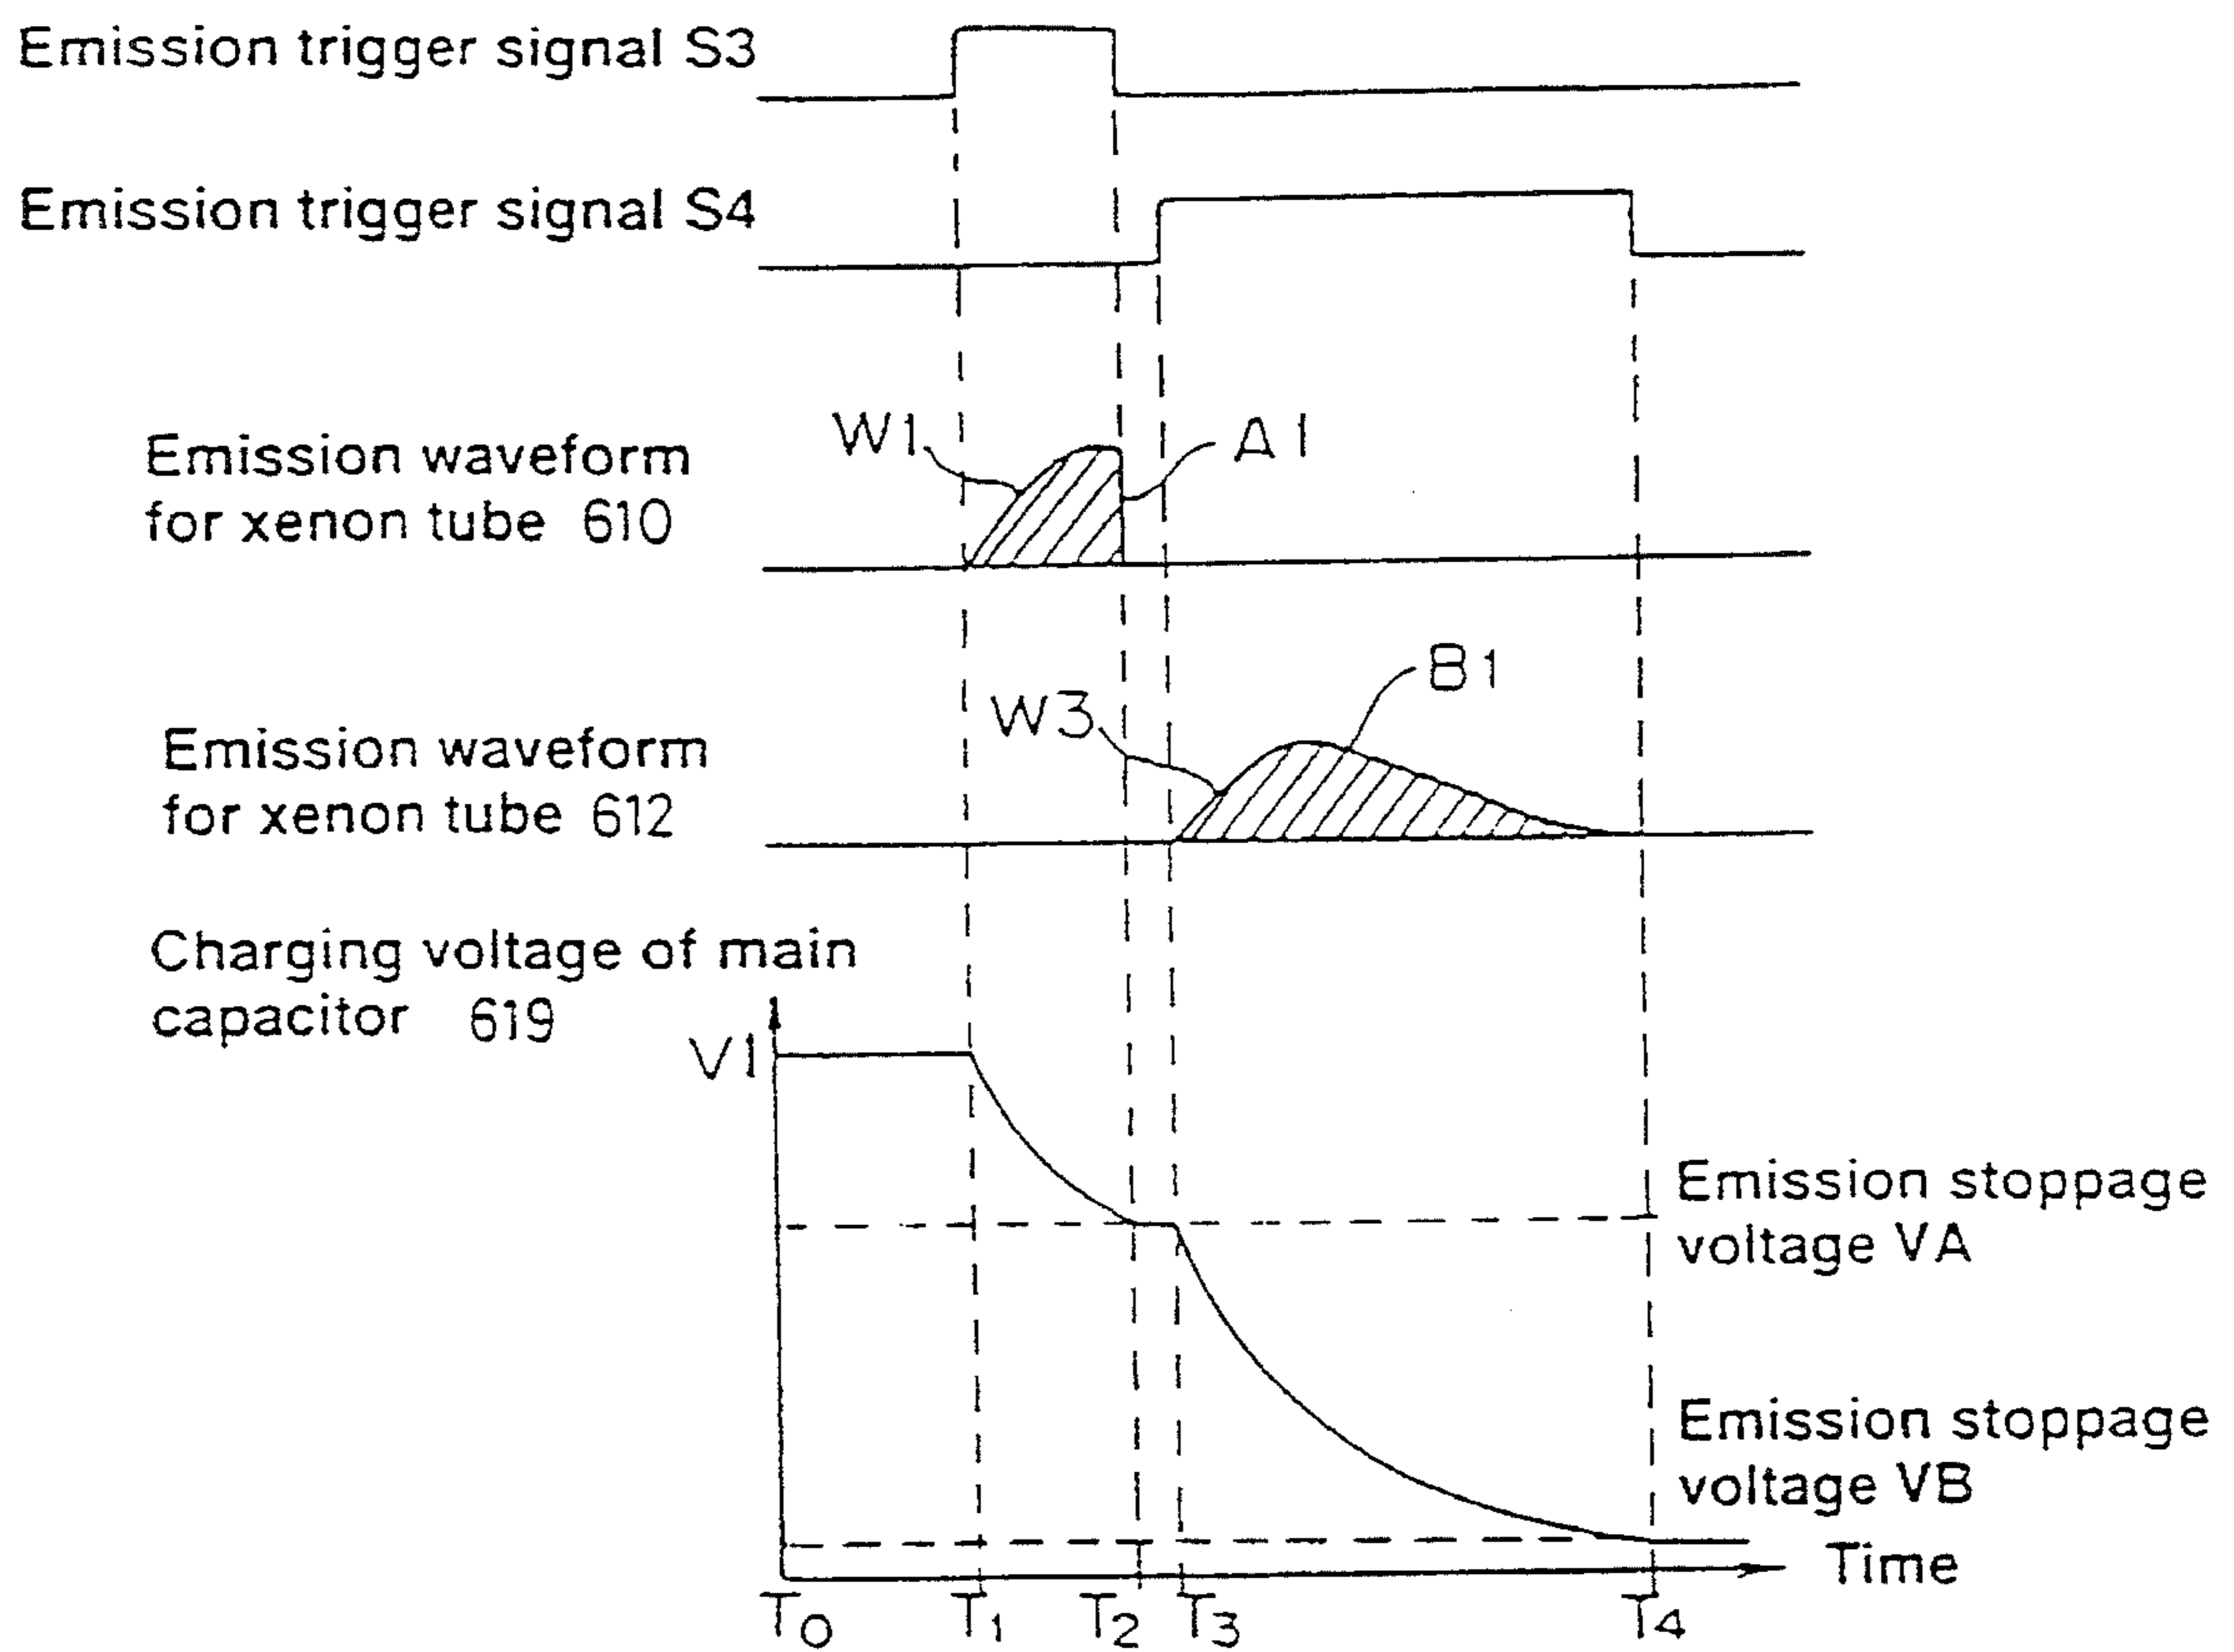 Emission trigger signal S3
Emission trigger signal S4
W1
A1
Emission waveform
for xenon tube 610
B1
W3
Emission waveform
for xenon tube 612
Charging voltage of main
capacitor 619
V1
Emission stoppage
voltage VA
Emission stoppage
voltage VB
Time
T0 T1 T2 T3 T4